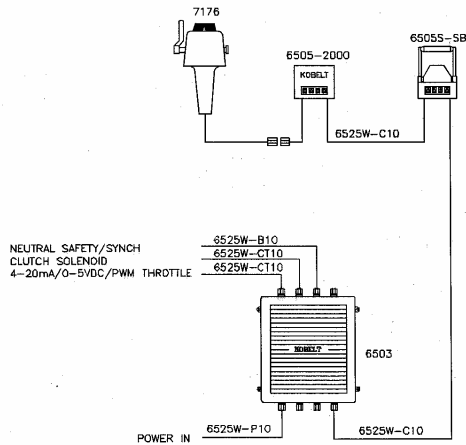 7176
6505-2000
6505S-SB
KOBELT
6525W-C10
6525W-B10
NEUTRAL SAFETY/SYNCH
6525W-CT10
CLUTCH SOLENOID
6525W-CT10
4-20mA/0-5VDC/PWM THROTTLE
KOBELT
6503
6525W-P10
6525W-C10
POWER IN